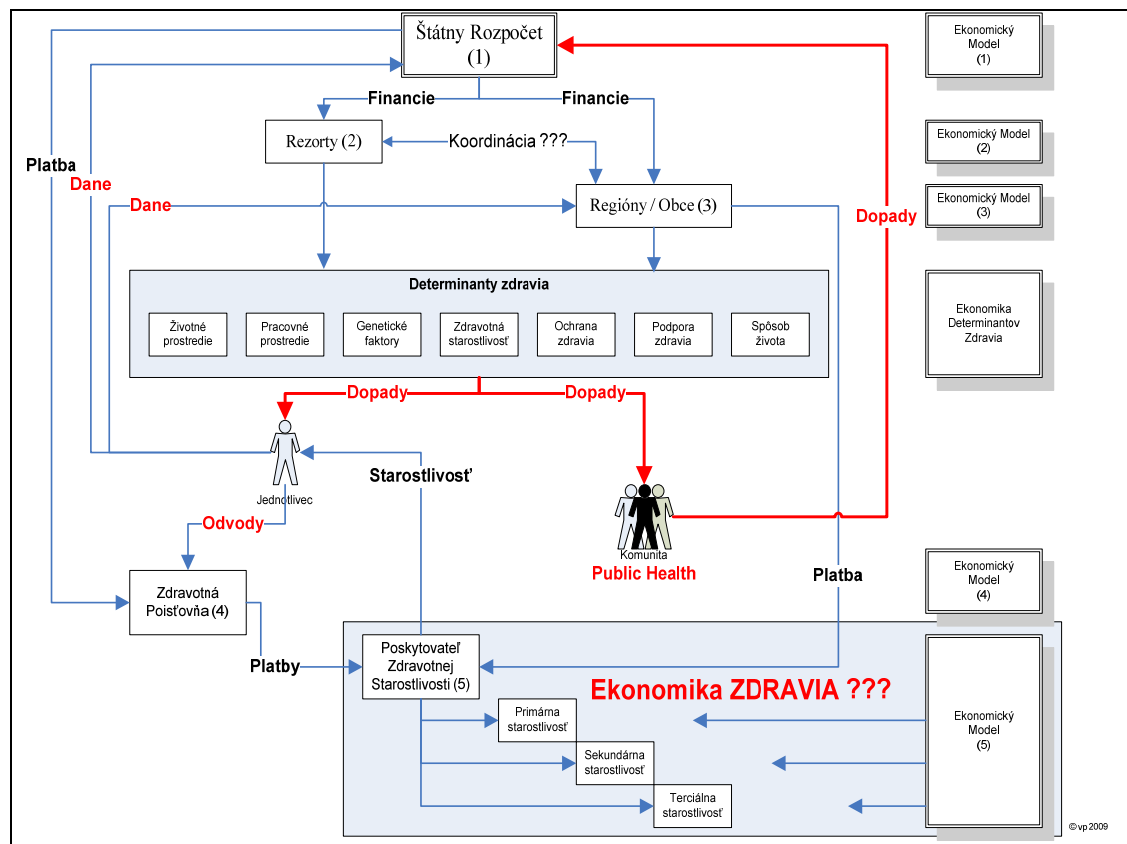 Štátny Rozpočet
(1)
Ekonomický
Model
(1)
Financie
Financie
Rezorty (2)
Koordinácia ???
Ekonomický Model
(2)
Platba
Dane
Dane
Regióny / Obce (3)
Dopady
Ekonomický Model
(3)
Determinanty zdravia
Životné
prostredie
Pracovné
prostredie
Genetické
faktory
Zdravotná
starostlivosť
Ochrana
zdravia
Podpora
zdravia
Spôsob
života
Ekonomika
Determinantov
Zdravia
Dopady
Dopady
Starostlivosť
Jednotlivec
Odvody
Komunita
Public Health
Platba
Ekonomický
Model
(4)
Zdravotná
Poisťovňa (4)
Platby
Poskytovateľ
Zdravotnej
Starostlivosti (5)
Ekonomika ZDRAVIA ???
Primárna
starostlivosť
Sekundárna
starostlivosť
Terciálna
starostlivosť
Ekonomický
Model
(5)
© vp 2009